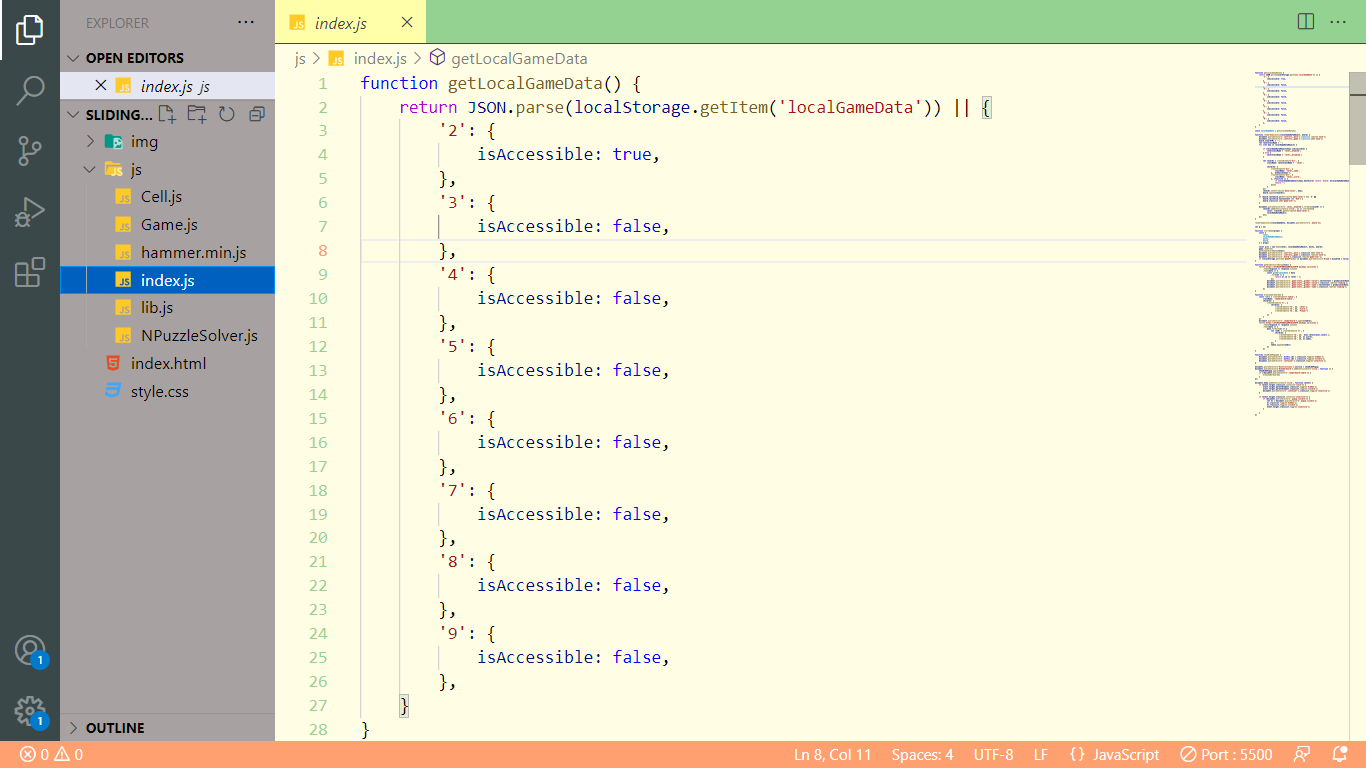 EXPLORER
OPEN EDITORS
index.js js
SLIDING...
img
js
Cell.js
Game.js
hammer.min.js
index.js
lib.js
NPuzzleSolver.js
index.html
style.css
OUTLINE
index.js
js > index.js > getLocalGameData
1 function getLocalGameData() {
2 return JSON.parse(localStorage.getItem('localGameData')) || {
3 '2': {
4 isAccessible: true,
5 },
6 '3': {
7 isAccessible: false,
8 },
9 '4': {
10 isAccessible: false,
11 },
12 '5': {
13 isAccessible: false,
14 },
15 '6': {
16 isAccessible: false,
17 },
18 '7': {
19 isAccessible: false,
20 },
21 '8': {
22 isAccessible: false,
23 },
24 '9': {
25 isAccessible: false,
26 },
27 }
28 }
1
1
0 0 Ln 8, Col 11 Spaces: 4 UTF-8 LF {} JavaScript Port : 5500